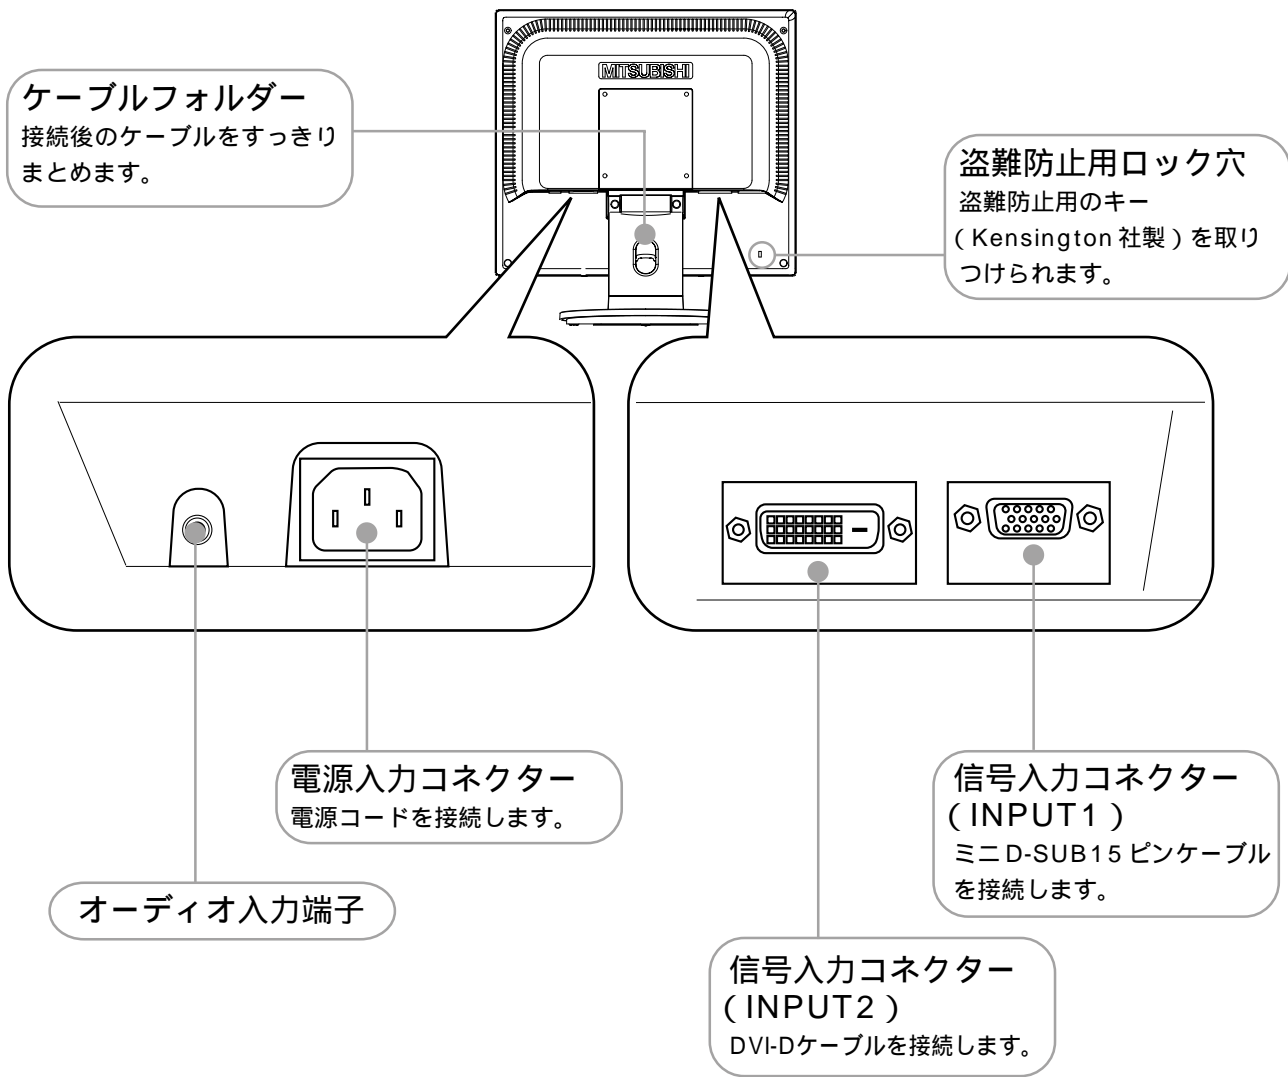 MITSUBISHI
ケーブルフォルダー
接続後のケーブルをすっきり
まとめます。
盗難防止用ロック穴
盗難防止用のキー
（Kensington 社製）を取り
つけられます。
電源入力コネクター
電源コードを接続します。
オーディオ入力端子
信号入力コネクター
（INPUT1）
ミニ D-SUB15 ピンケーブル
を接続します。
信号入力コネクター
（INPUT2）
DVI-Dケーブルを接続します。